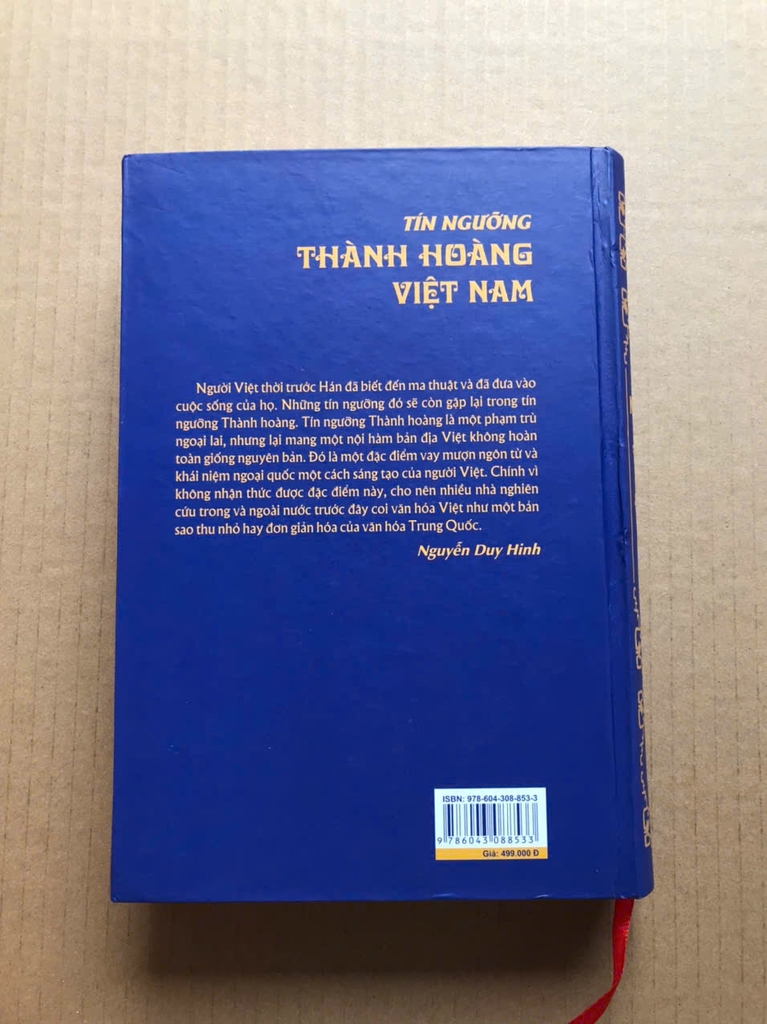 TÍN NGƯỠNG
THÀNH HOÀNG
VIỆT NAM
Người Việt thời trước Hán đã biết đến ma thuật và đã đưa vào
cuộc sống của họ. Những tín ngưỡng đó sẽ còn gặp lại trong tín
ngưỡng Thành hoàng. Tín ngưỡng Thành hoàng là một phạm trù
ngoại lai, nhưng lại mang một nội hàm bản địa Việt không hoàn
toàn giống nguyên bản. Đó là một đặc điểm vay mượn ngôn từ và
khái niệm ngoại quốc một cách sáng tạo của người Việt. Chính vì
không nhận thức được đặc điểm này, cho nên nhiều nhà nghiên
cứu trong và ngoài nước trước đây coi văn hóa Việt như một bản
sao thu nhỏ hay đơn giản hóa của văn hóa Trung Quốc.
Nguyễn Duy Hinh
ISBN: 978-604-308-853-3
9 786043 088533
Giá: 499.000 Đ